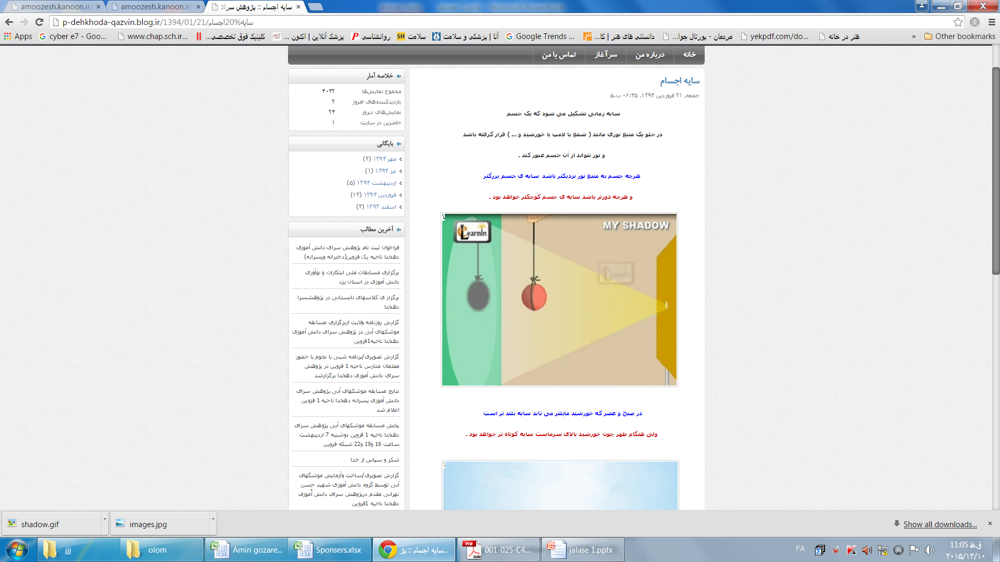 amoozesh.kanoon.ir/
amoozesh.kanoon.ir/
سایه اجسام :: پژوهش سرای
p-dehkhoda-qazvin.blog.ir/1394/01/21/سایه%20اجسام
Apps
cyber e7 - Goo...
www.chap.sch.ir...
کلینیک فوق تخصصی...
پزشک آنلاین | اکنون ...
روانشناسی
سلامت
آنا | پزشکی و سلامت
Google Trends ...
دانستنی های هنر | کا...
مردمان - پورتال جوا...
yekpdf.com/do...
هنر در خانه
»
Other bookmarks
خانه
درباره من
سرآغاز
تماس با من
سایه اجسام
جمعه, ۲۱ فروردین ۱۳۹۴، ۰۶:۴۵ ب.ظ
سایه زمانی تشکیل می شود که یک جسم
در جلو یک منبع نوری مانند ( شمع یا لامپ یا خورشید و ... ) قرار گرفته باشد
و نور نتواند از آن جسم عبور کند .
هرچه جسم به منبع نور نزدیکتر باشد سایه ی جسم بزرگتر
و هرچه دورتر باشد سایه ی جسم کوچکتر خواهد بود .
MY SHADOW
eLearnIn
Learnin
در صبح و عصر که خورشید مایلتر می تابد سایه بلند تر است
ولی هنگام ظهر چون خورشید بالای سرماست سایه کوتاه تر خواهد بود .
خلاصه آمار
مجموع نمایش‌ها ۴۰۴۲
بازدیدکننده‌های امروز ۲
نمایش‌های دیروز ۲۴
حاضرین در سایت ۱
بایگانی
مهر ۱۳۹۴ (۲)
تیر ۱۳۹۴ (۱)
اردیبهشت ۱۳۹۴ (۵)
فروردین ۱۳۹۴ (۱۲)
اسفند ۱۳۹۳ (۳)
آخرین مطالب
فراخوان ثبت نام پژوهش سرای دانش آموزی
دهخدا ناحیه یک قزوین(دخترانه وپسرانه)
برگزاری مسابقات ملی ابتکارات و نوآوری
دانش آموزی در استان یزد
برگزار ی کلاسهای تابستانی در پژوهشسرا
دهخدا
گزارش روزنامه ولایت ازبرگزاری مسابقه
موشکهای آبی در پژوهش سرای دانش آموزی
دهخدا ناحیه1قزوین
گزارش تصویری/برنامه شبی با نجوم با حضور
معلمان مدارس ناحیه 1 قزوین در پژوهش
سرای دانش آموزی دهخدا برگزارشد
نتایج مسابقه موشکهای آبی پژوهش سرای
دانش آموزی پسرانه دهخدا ناحیه 1 قزوین
اعلام شد
پخش مسابقه موشکهای آبی پژوهش سرای
دهخدا ناحیه 1 قزوین دوشنبه 7 اردیبهشت
ساعت 16 و19 و22 شبکه قزوین
شکر و سپاس از خدا
گزارش تصویری/ساخت وآزمایش موشکهای
آبی توسط گروه دانش آموزی شهید حسن
تهرانی مقدم درپژوهش سرای دانش آموزی
دهخدا ناحیه 1قزوین
shadow.gif
images.jpg
Show all downloads...
jjj
olom
Amiri gozare...
Sponsers.xlsx
سایه اجسام :: پژ...
001-025-C4....
jalase 1.pptx
FA
11:05 ق.ظ
۲۰۱۵/۱۲/۱۰